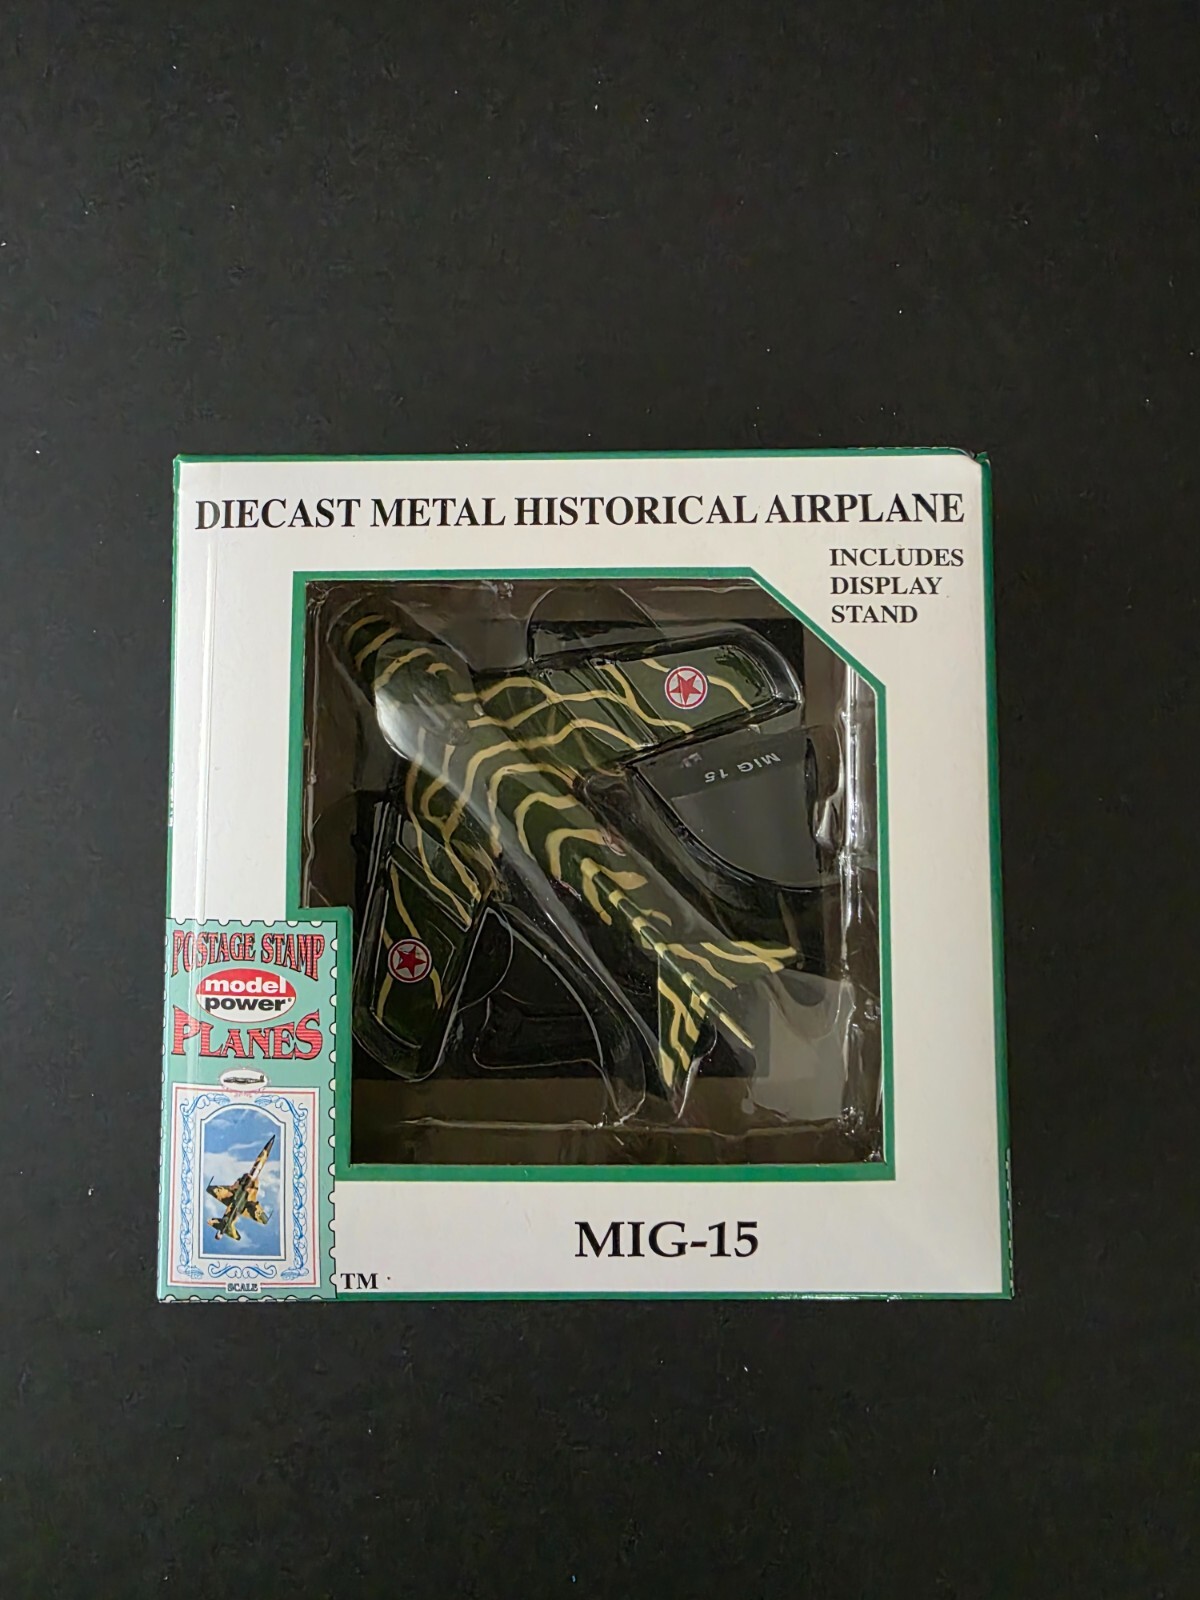 DIECAST METAL HISTORICAL AIRPLANE
INCLUDES
DISPLAY
STAND
MIG 15
POSTAGE STAMP
model
power
PLANES
SCALE
TM
MIG-15